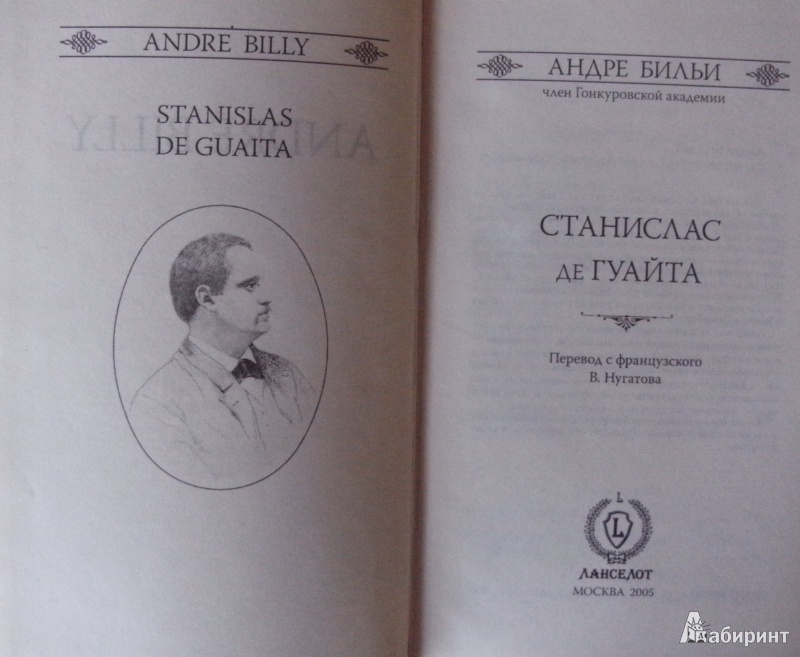 ANDRE BILLY
STANISLAS
DE GUAITA
АНДРЕ БИЛЬИ
член Гонкуровской академии
СТАНИСЛАС
ДЕ ГУАЙТА
Перевод с французского
В. Нугатова
L
L
ЛАНСЕЛОТ
МОСКВА 2005
Лабиринт